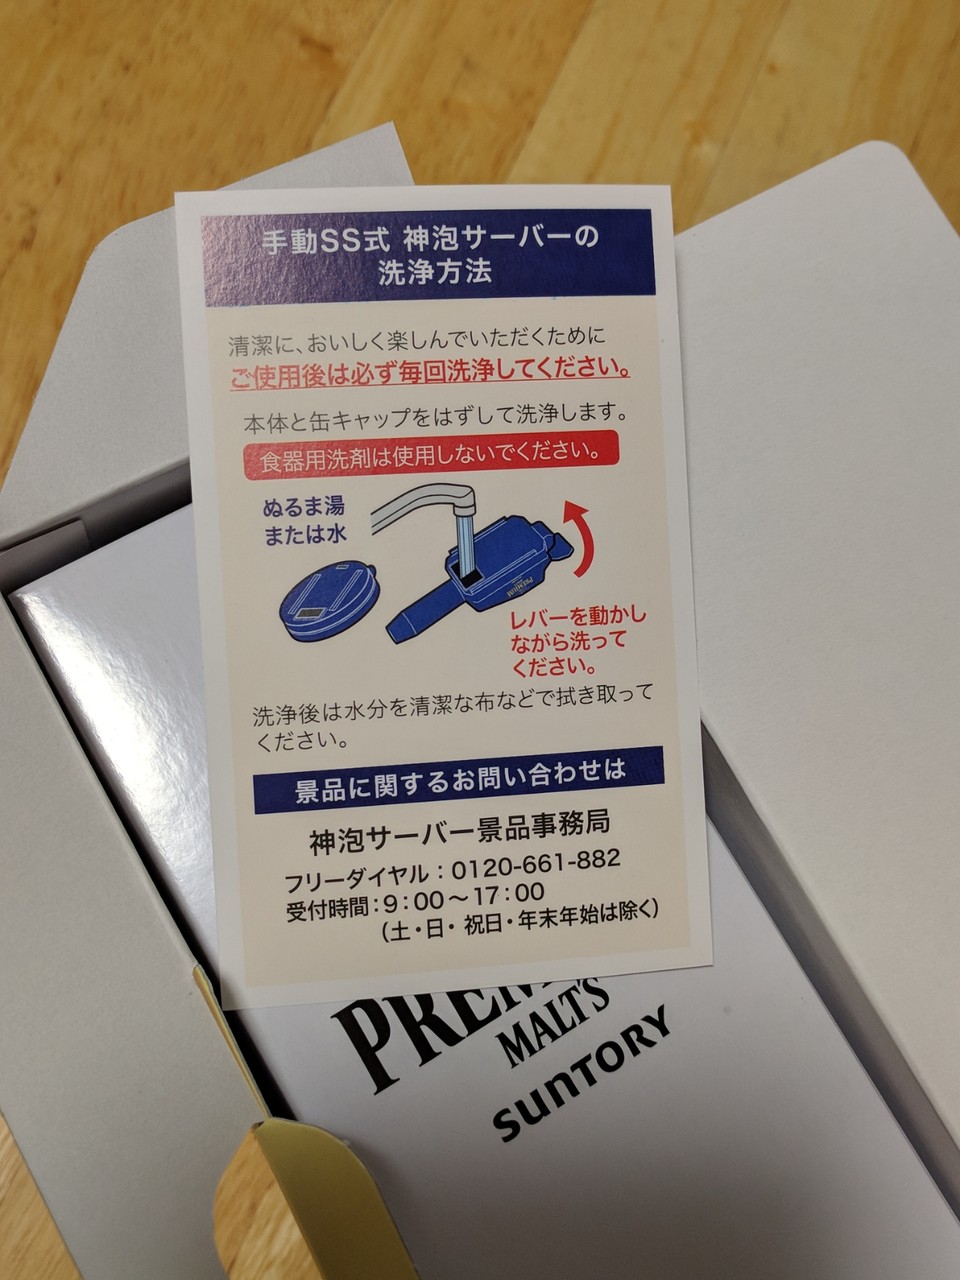 手動SS式 神泡サーバーの
洗浄方法
清潔に、おいしく楽しんでいただくために
ご使用後は必ず毎回洗浄してください。
本体と缶キャップをはずして洗浄します。
食器用洗剤は使用しないでください。
ぬるま湯
または水
レバーを動かし
ながら洗って
ください。
洗浄後は水分を清潔な布などで拭き取って
ください。
景品に関するお問い合わせは
神泡サーバー景品事務局
フリーダイヤル：0120-661-882
受付時間：9：00～17：00
（土・日・祝日・年末年始は除く）
MALT'S
SUNTORY